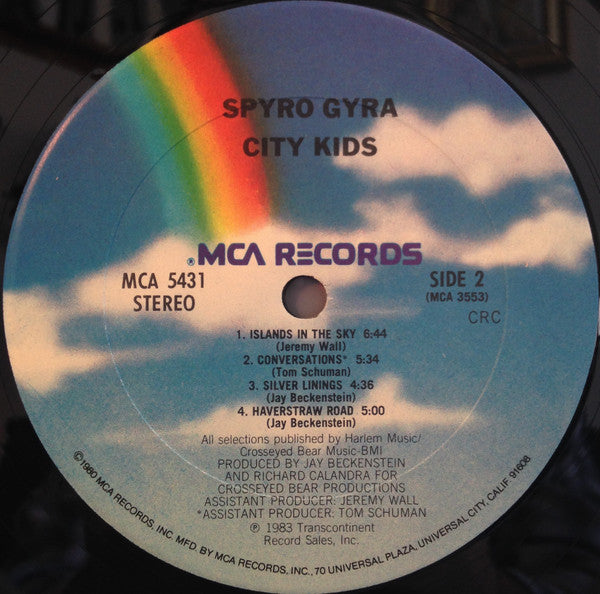 SPYRO GYRA
CITY KIDS
®MCA RECORDS
MCA 5431
STEREO
SIDE 2
(MCA 3553)
CRC
1. ISLANDS IN THE SKY 6:44
(Jeremy Wall)
2. CONVERSATIONS* 5:34
(Tom Schuman)
3. SILVER LININGS 4:36
(Jay Beckenstein)
4. HAVERSTRAW ROAD 5:00
(Jay Beckenstein)
All selections published by Harlem Music/
Crosseyed Bear Music-BMI
PRODUCED BY JAY BECKENSTEIN
AND RICHARD CALANDRA FOR
CROSSEYED BEAR PRODUCTIONS
ASSISTANT PRODUCER: JEREMY WALL
*ASSISTANT PRODUCER: TOM SCHUMAN
℗ 1983 Transcontinent
Record Sales, Inc.
©1980 MCA RECORDS, INC. MFD. BY MCA RECORDS, INC., 70 UNIVERSAL PLAZA, UNIVERSAL CITY, CALIF. 91608